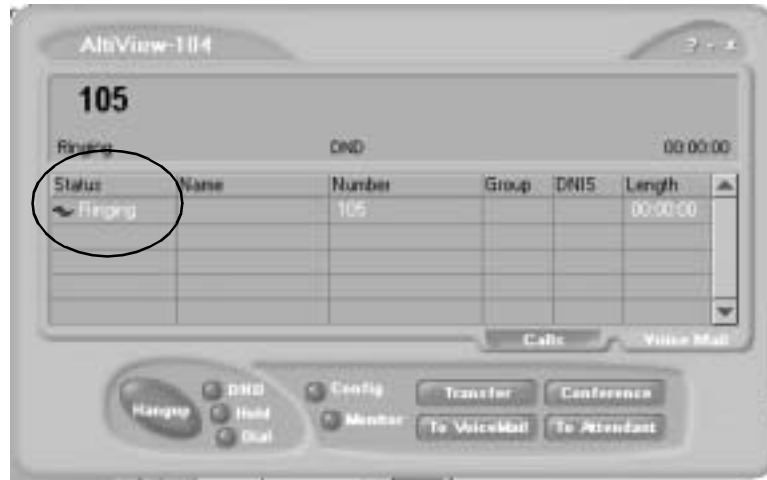 AltiView-104 ? - x
105
Ringing DND 00:00:00
Status Name Number Group DNIS Length
Ringing 105 00:00:00
Calls Voice Mail
Hangup DND Hold Dial Config Monitor Transfer Conference
To VoiceMail To Attendant